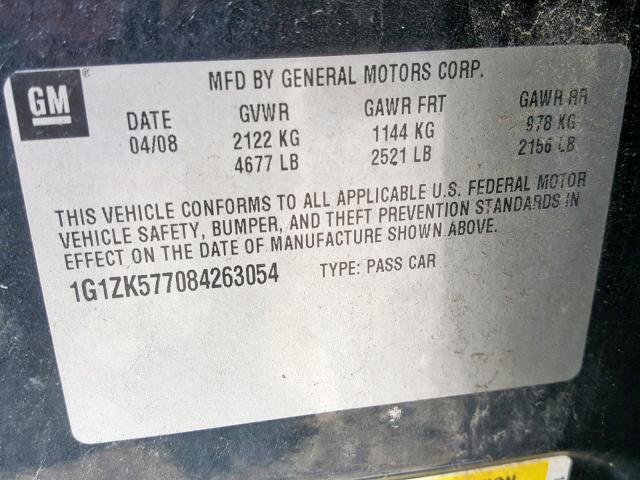 GM®
MFD BY GENERAL MOTORS CORP.
DATE GVWR GAWR FRT GAWR RR
04/08 2122 KG 1144 KG 978 KG
4677 LB 2521 LB 2156 LB
THIS VEHICLE CONFORMS TO ALL APPLICABLE U.S. FEDERAL MOTOR
VEHICLE SAFETY, BUMPER, AND THEFT PREVENTION STANDARDS IN
EFFECT ON THE DATE OF MANUFACTURE SHOWN ABOVE.
1G1ZK577084263054 TYPE: PASS CAR